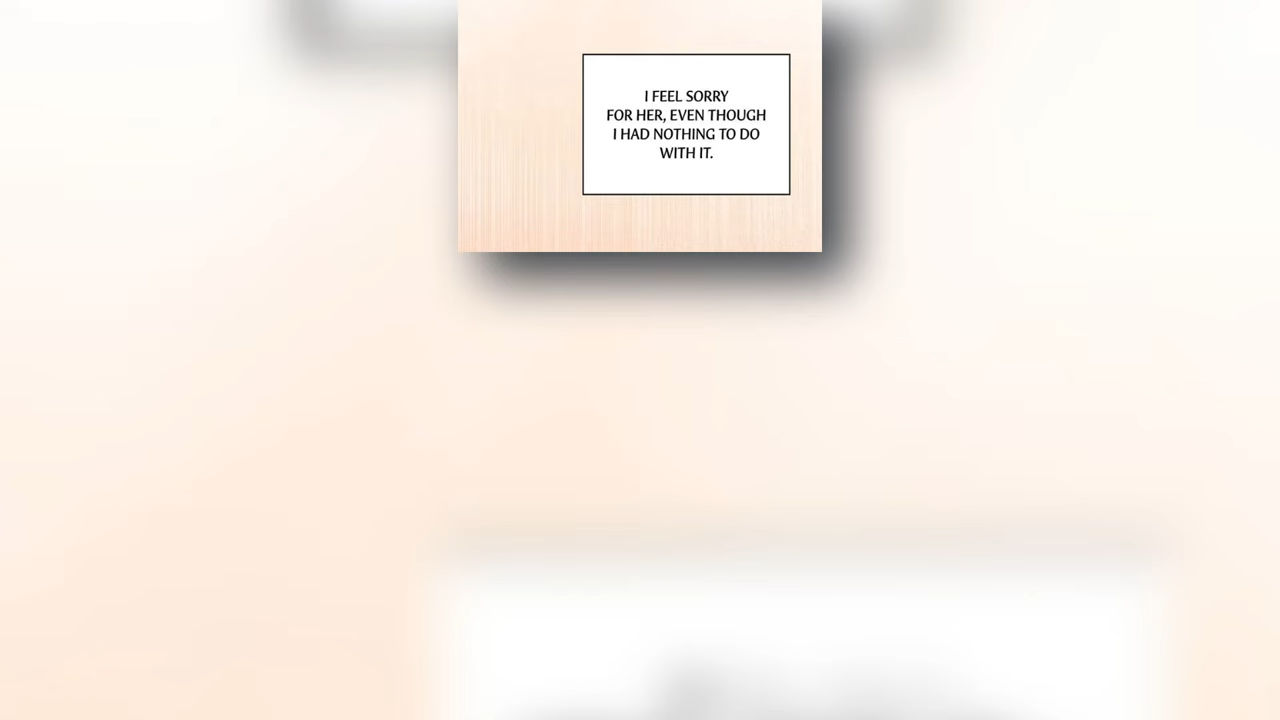 I FEEL SORRY
FOR HER, EVEN THOUGH
I HAD NOTHING TO DO
WITH IT.